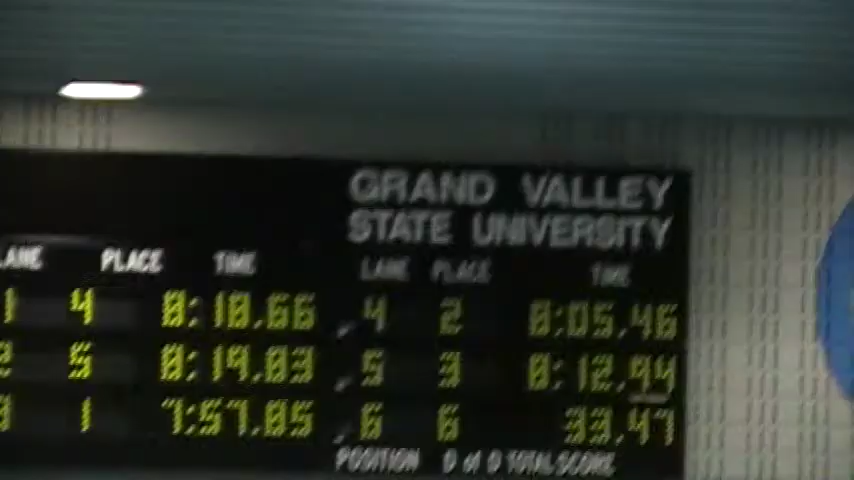 GRAND VALLEY
STATE UNIVERSITY
LANE PLACE TIME LANE PLACE TIME
1 4 8:18.66 4 2 8:05.46
2 5 8:19.03 5 3 8:12.94
3 1 7:57.05 6 6 33.47
POSITION 0 of 0 TOTAL SCORE